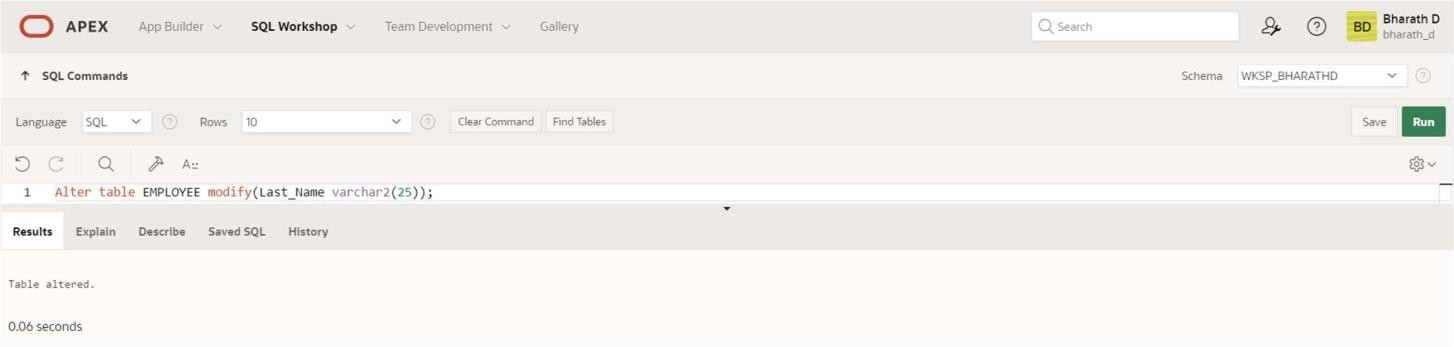 APEX App Builder SQL Workshop Team Development Gallery Search BD Bharath D
bharath_d
SQL Commands Schema WKSP_BHARATHD
Language SQL Rows 10 Clear Command Find Tables Save Run
A::
1 Alter table EMPLOYEE modify(Last_Name varchar2(25));
Results Explain Describe Saved SQL History
Table altered.
0.06 seconds